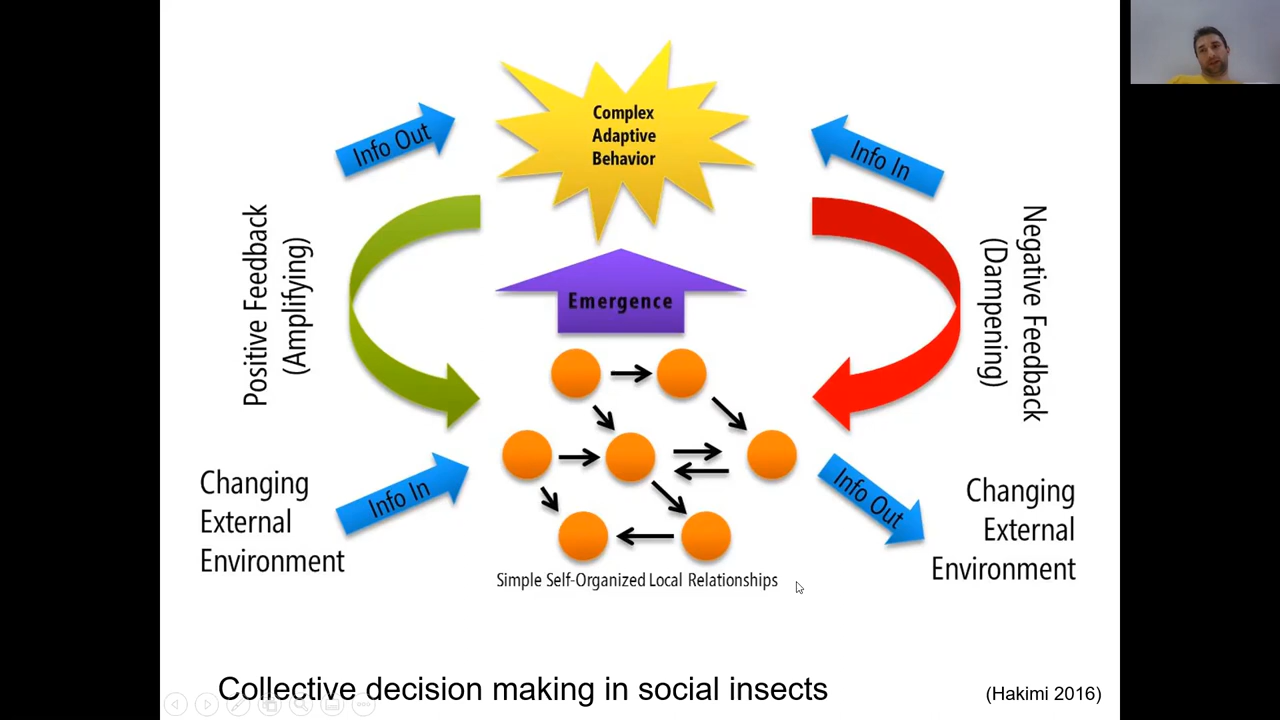 Complex
Adaptive
Behavior
Info Out
Info In
Positive Feedback
(Amplifying)
Negative Feedback
(Dampening)
Emergence
Changing
External
Environment
Info In
Info Out
Changing
External
Environment
Simple Self-Organized Local Relationships
Collective decision making in social insects
(Hakimi 2016)